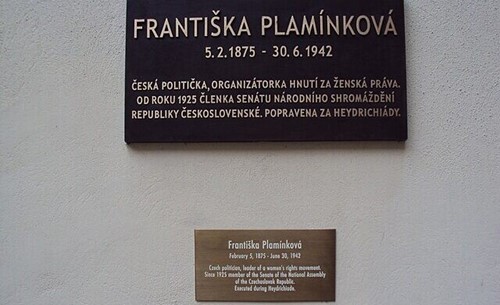 FRANTIŠKA PLAMÍNKOVÁ
5. 2. 1875 - 30. 6. 1942
ČESKÁ POLITIČKA, ORGANIZÁTORKA HNUTÍ ZA ŽENSKÁ PRÁVA.
OD ROKU 1925 ČLENKA SENÁTU NÁRODNÍHO SHROMÁŽDĚNÍ
REPUBLIKY ČESKOSLOVENSKÉ. POPRAVENA ZA HEYDRICHIÁDY.
Františka Plamínková
February 5, 1875 - June 30, 1942
Czech politician, leader of a women's rights movement.
Since 1925 member of the Senate of the National Assembly
of the Czechoslovak Republic.
Executed during Heydrichiade.